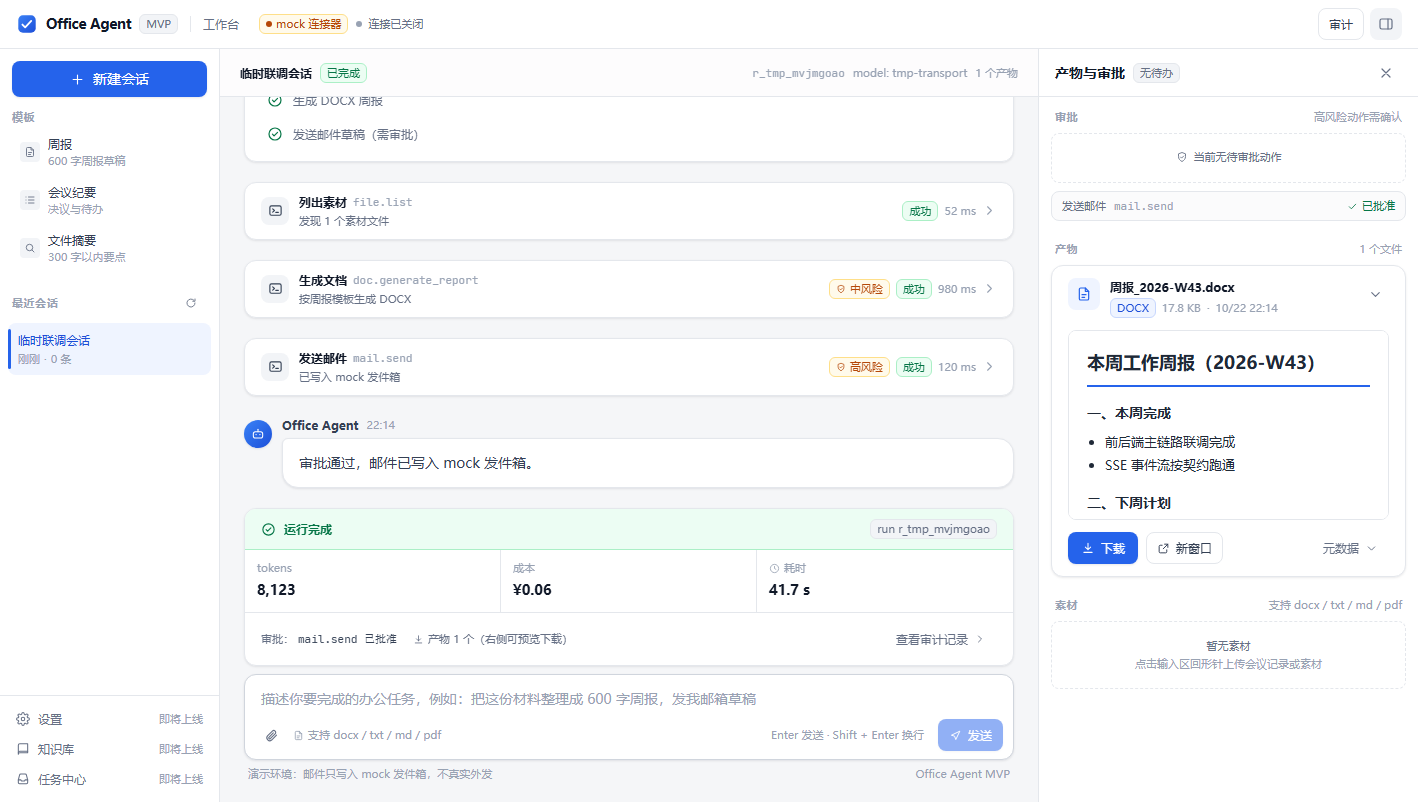 Office Agent MVP 工作台 mock 连接器 连接已关闭 审计
新建会话
模板
周报
600 字周报草稿
会议纪要
决议与待办
文件摘要
300 字以内要点
最近会话
临时联调会话
刚刚 · 0 条
设置 即将上线
知识库 即将上线
任务中心 即将上线
临时联调会话 已完成 r_tmp_mvjmgoao model: tmp-transport 1 个产物
生成 DOCX 周报
发送邮件草稿（需审批）
列出素材 file.list
发现 1 个素材文件
成功 52 ms
生成文档 doc.generate_report
按周报模板生成 DOCX
中风险 成功 980 ms
发送邮件 mail.send
已写入 mock 发件箱
高风险 成功 120 ms
Office Agent 22:14
审批通过，邮件已写入 mock 发件箱。
运行完成 run r_tmp_mvjmgoao
tokens
8,123
成本
¥0.06
耗时
41.7 s
审批： mail.send 已批准 产物 1 个（右侧可预览下载） 查看审计记录
描述你要完成的办公任务，例如：把这份材料整理成 600 字周报，发我邮箱草稿
支持 docx / txt / md / pdf Enter 发送 · Shift + Enter 换行 发送
演示环境：邮件只写入 mock 发件箱，不真实外发 Office Agent MVP
产物与审批 无待办
审批 高风险动作需确认
当前无待审批动作
发送邮件 mail.send 已批准
产物 1 个文件
周报_2026-W43.docx
DOCX 17.8 KB · 10/22 22:14
本周工作周报（2026-W43）
一、本周完成
前后端主链路联调完成
SSE 事件流按契约跑通
二、下周计划
下载 新窗口 元数据
素材 支持 docx / txt / md / pdf
暂无素材
点击输入区回形针上传会议记录或素材